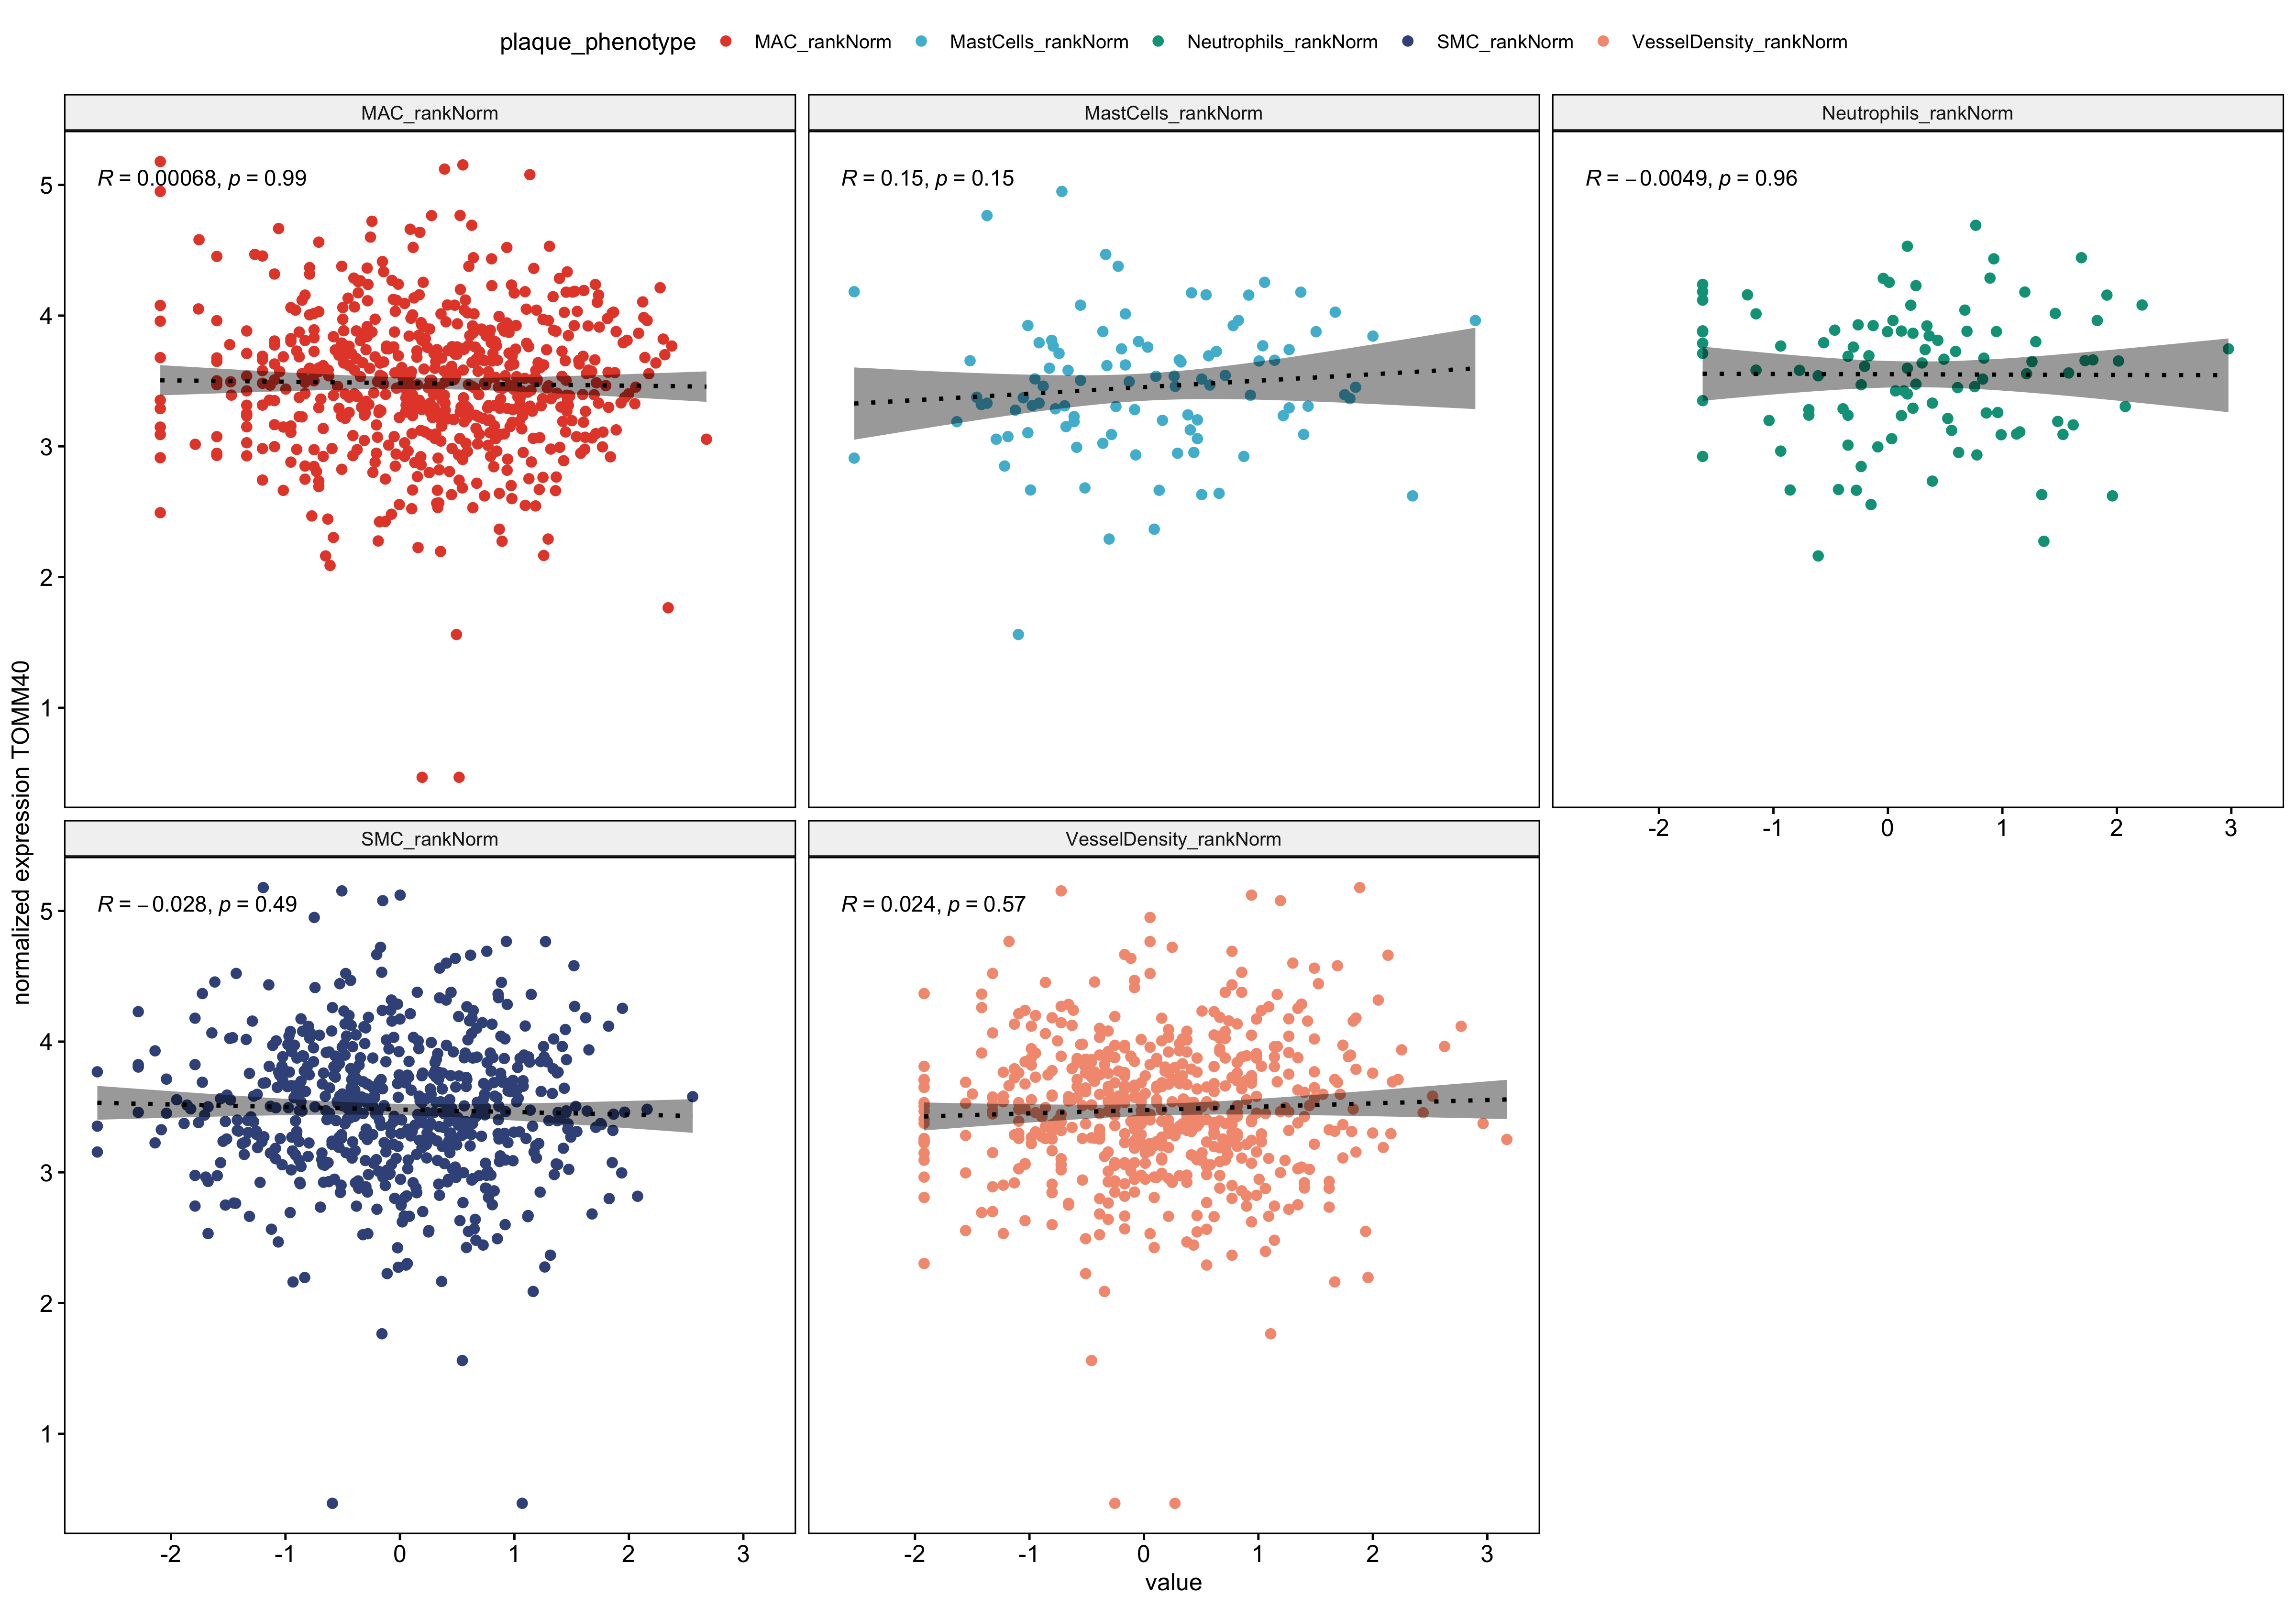 plaque_phenotype MAC_rankNorm MastCells_rankNorm Neutrophils_rankNorm SMC_rankNorm VesselDensity_rankNorm
MAC_rankNorm
MastCells_rankNorm
Neutrophils_rankNorm
R = 0.00068, p = 0.99
R = 0.15, p = 0.15
R = −0.0049, p = 0.96
5
4
3
2
1
-2 -1 0 1 2 3
SMC_rankNorm
VesselDensity_rankNorm
R = −0.028, p = 0.49
R = 0.024, p = 0.57
5
4
3
2
1
-2 -1 0 1 2 3
-2 -1 0 1 2 3
value
normalized expression TOMM40